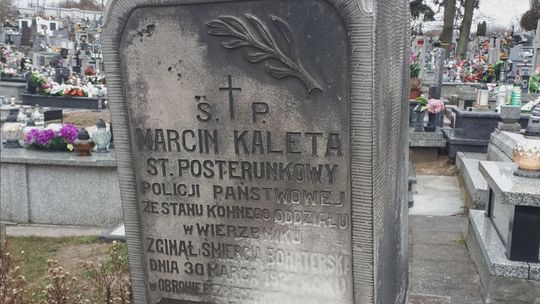 Ś. P.
MARCIN KALETA
ST. POSTERUNKOWY
POLICJI PAŃSTWOWEJ
ZE STANU KONNEGO ODDZIAŁU
W WIERZBNIKU
ZGINĄŁ ŚMIERCIĄ BOHATERSKĄ
DNIA 30 MARCA
W OBRONIE